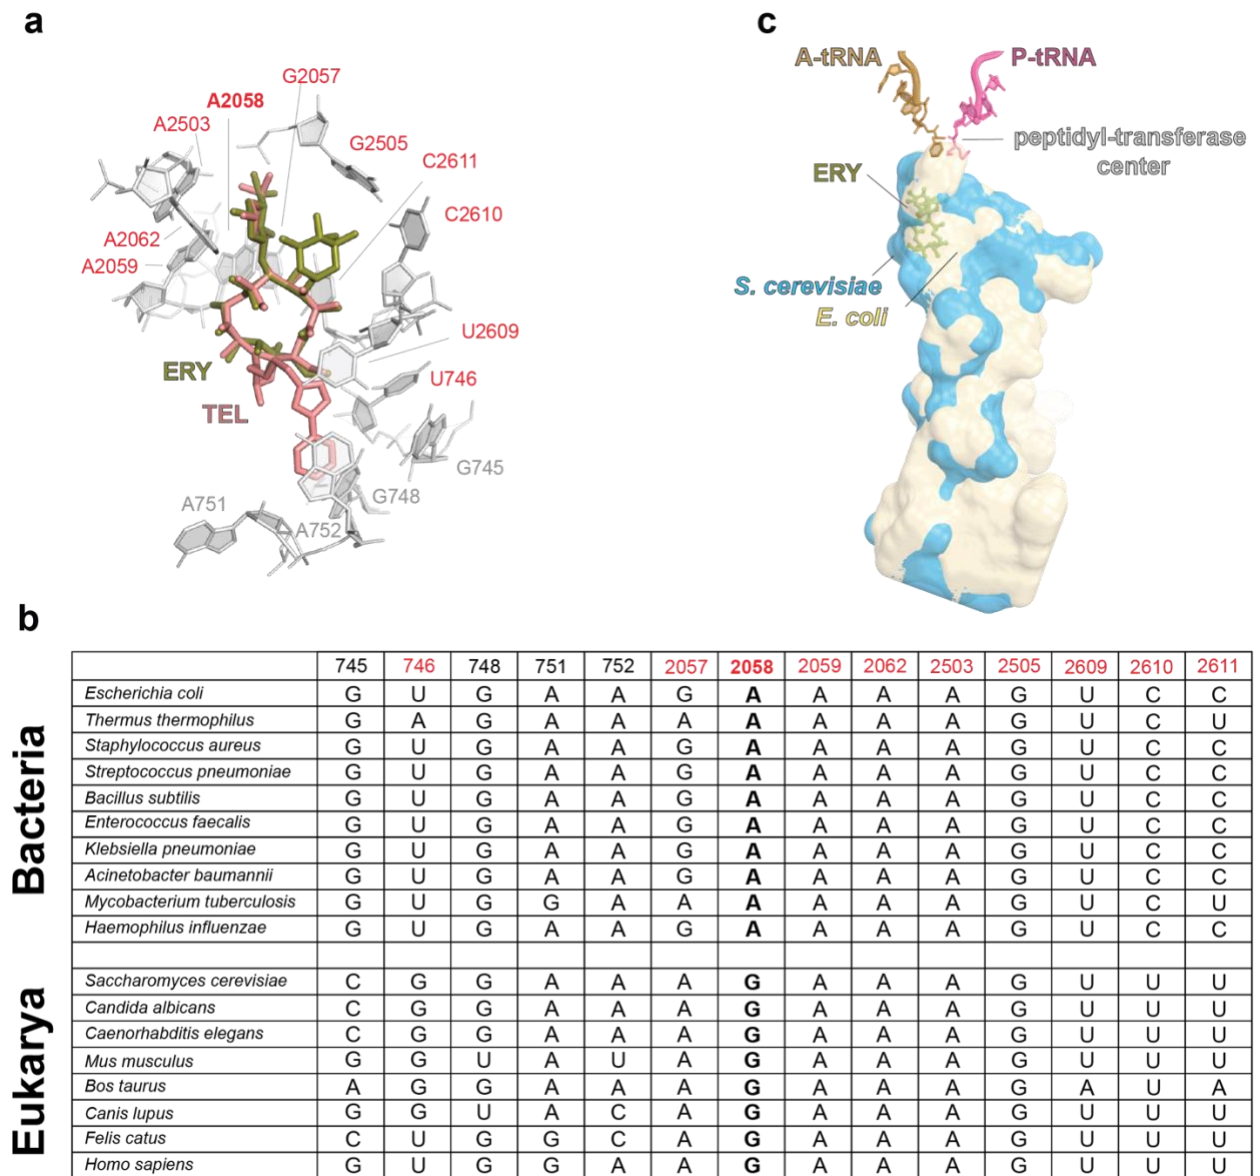 a
G2057
A2058
A2503
G2505
C2611
C2610
A2062
A2059
U2609
ERY
U746
TEL
G745
G748
A751
A752
c
A-tRNA P-tRNA
peptidyl-transferase
center
ERY
S. cerevisiae
E. coli
b
745 746 748 751 752 2057 2058 2059 2062 2503 2505 2609 2610 2611
Bacteria
Escherichia coli G U G A A G A A A A G U C C
Thermus thermophilus G A G A A A A A A A G U C U
Staphylococcus aureus G U G A A G A A A A G U C C
Streptococcus pneumoniae G U G A A G A A A A G U C C
Bacillus subtilis G U G A A G A A A A G U C C
Enterococcus faecalis G U G A A G A A A A G U C C
Klebsiella pneumoniae G U G A A G A A A A G U C C
Acinetobacter baumannii G U G A A G A A A A G U C C
Mycobacterium tuberculosis G U G G A A A A A A G U C U
Haemophilus influenzae G U G A A G A A A A G U C C
Eukarya
Saccharomyces cerevisiae C G G A A A G A A A G U U U
Candida albicans C G G A A A G A A A G U U U
Caenorhabditis elegans C G G A A A G A A A G U U U
Mus musculus G G U A U A G A A A G U U U
Bos taurus A G G A A A G A A A G A U A
Canis lupus G G U A C A G A A A G U U U
Felis catus C U G G C A G A A A G U U U
Homo sapiens G U G G A A G A A A G U U U